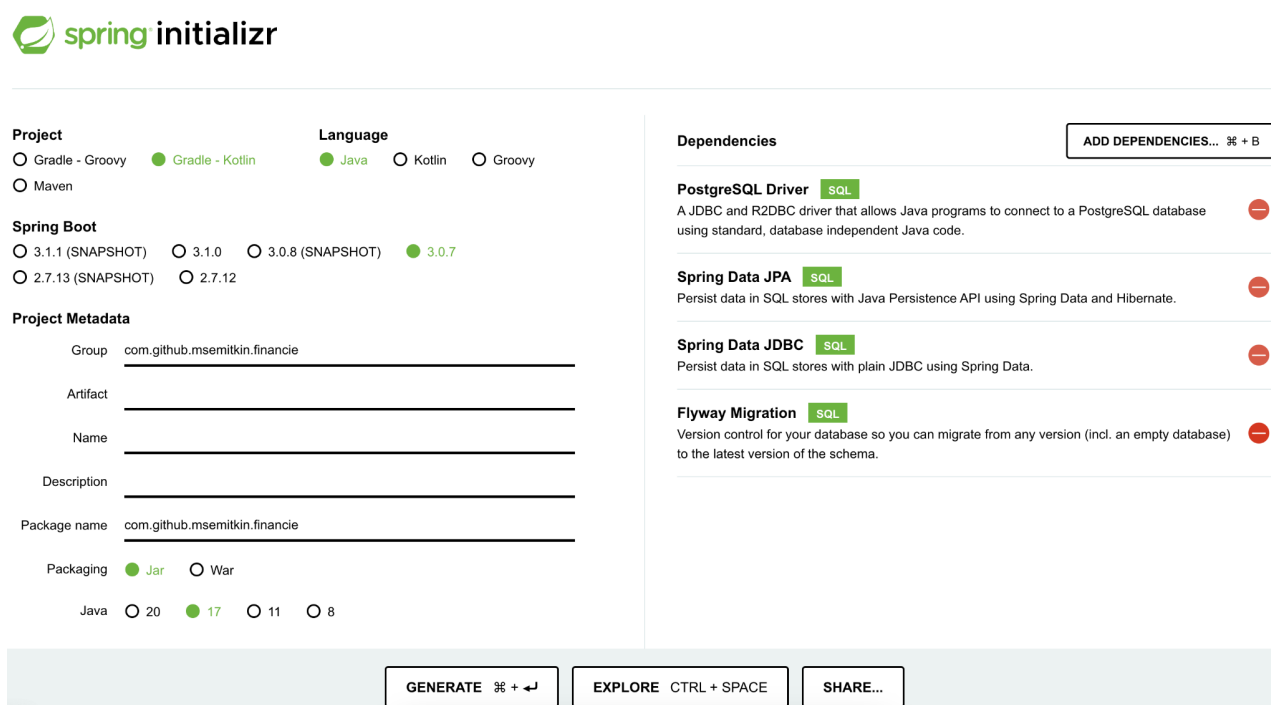 spring initializr
Project
Gradle - Groovy Gradle - Kotlin
Maven
Language
Java Kotlin Groovy
Spring Boot
3.1.1 (SNAPSHOT) 3.1.0 3.0.8 (SNAPSHOT) 3.0.7
2.7.13 (SNAPSHOT) 2.7.12
Project Metadata
Group com.github.msemitkin.financie
Artifact
Name
Description
Package name com.github.msemitkin.financie
Packaging Jar War
Java 20 17 11 8
Dependencies ADD DEPENDENCIES... ⌘ + B
PostgreSQL Driver SQL
A JDBC and R2DBC driver that allows Java programs to connect to a PostgreSQL database
using standard, database independent Java code.
Spring Data JPA SQL
Persist data in SQL stores with Java Persistence API using Spring Data and Hibernate.
Spring Data JDBC SQL
Persist data in SQL stores with plain JDBC using Spring Data.
Flyway Migration SQL
Version control for your database so you can migrate from any version (incl. an empty database)
to the latest version of the schema.
GENERATE ⌘ + ↵ EXPLORE CTRL + SPACE SHARE...